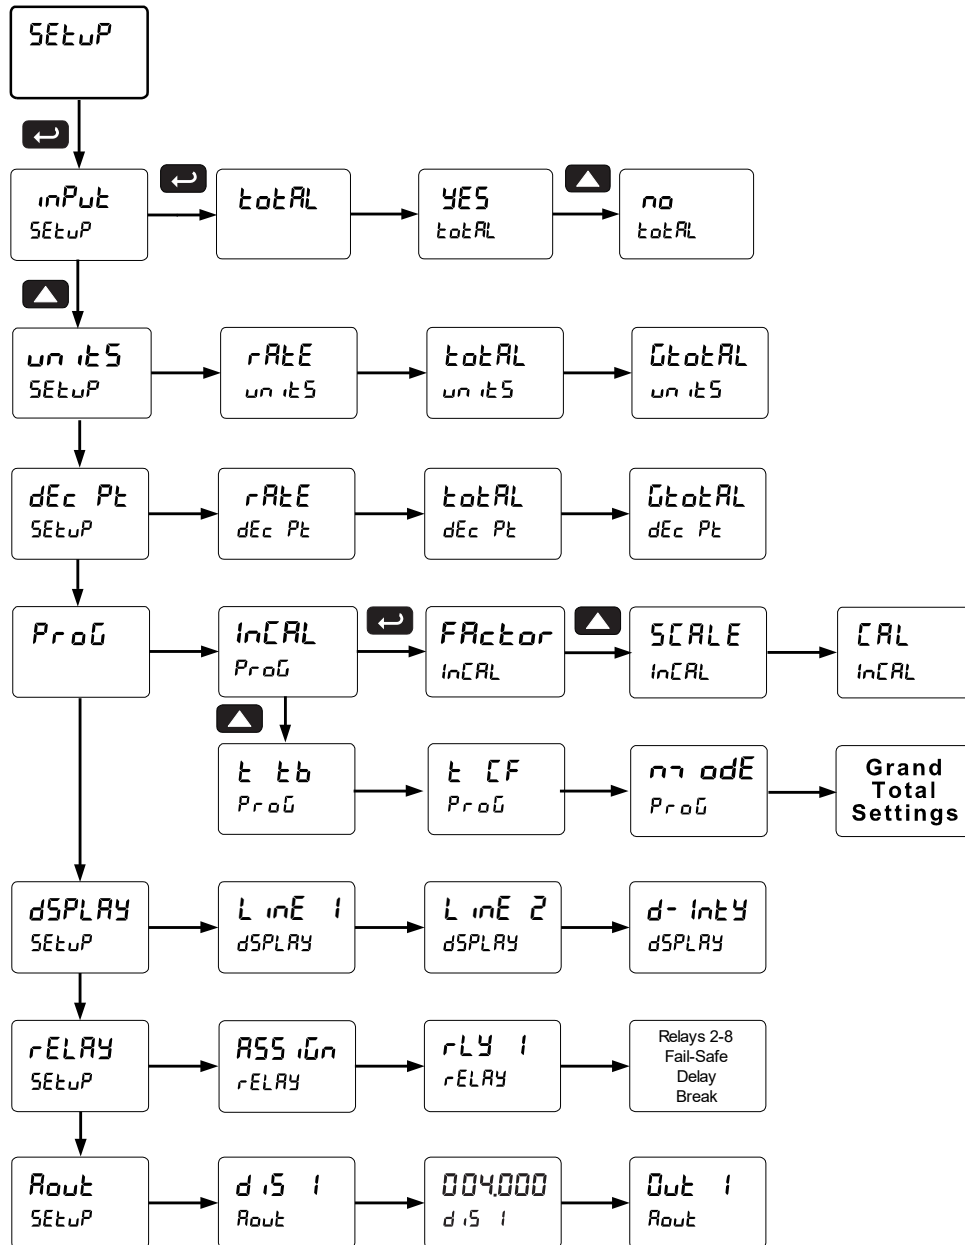 SEtuP
inPut
SEtuP
totAL
YES
totAL
no
totAL
unitS
SEtuP
rAtE
unitS
totAL
unitS
GtotAL
unitS
dEc Pt
SEtuP
rAtE
dEc Pt
totAL
dEc Pt
GtotAL
dEc Pt
ProG
InCAL
ProG
FActor
InCAL
SCALE
InCAL
CAL
InCAL
t tb
ProG
t CF
ProG
modE
ProG
Grand
Total
Settings
dSPLAY
SEtuP
LinE 1
dSPLAY
LinE 2
dSPLAY
d-IntY
dSPLAY
rELAY
SEtuP
ASSiGn
rELAY
rLY 1
rELAY
Relays 2-8
Fail-Safe
Delay
Break
Aout
SEtuP
diS 1
Aout
004.000
diS 1
Out 1
Aout